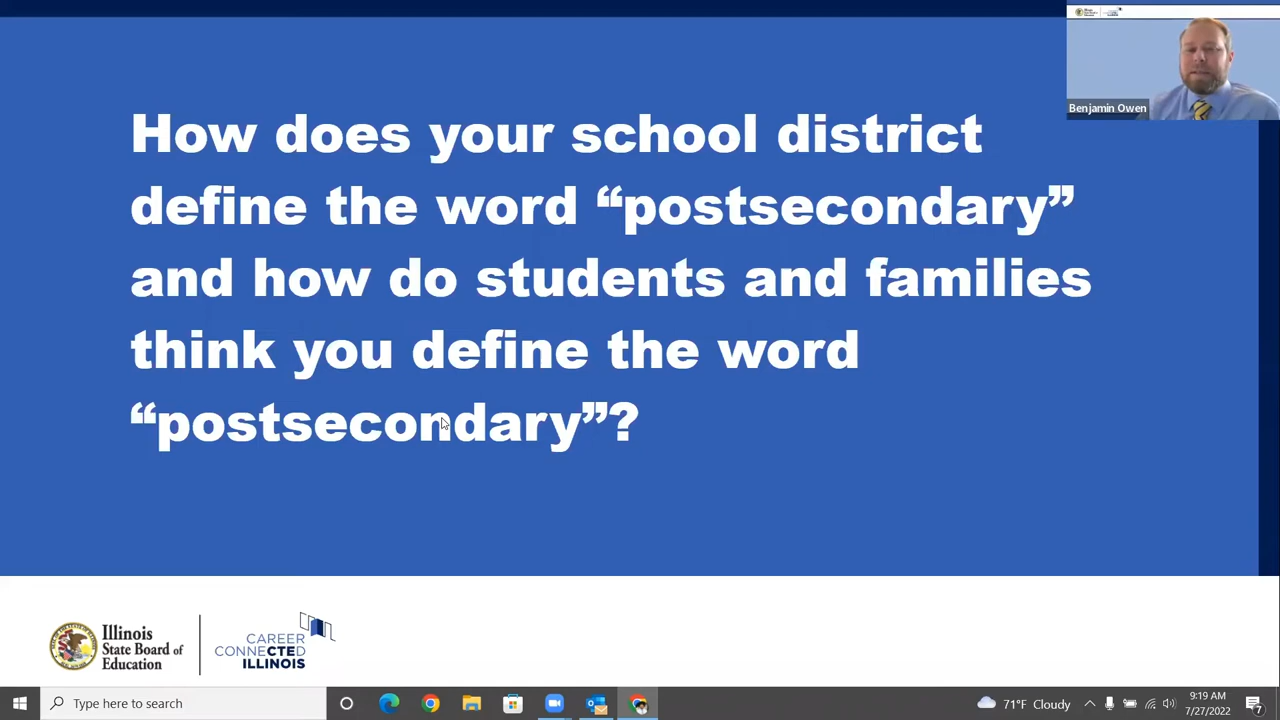 Benjamin Owen
How does your school district
define the word “postsecondary”
and how do students and families
think you define the word
“postsecondary”?
Illinois
State Board of
Education
CAREER
CONNECTED
ILLINOIS
Type here to search
71°F Cloudy
9:19 AM
7/27/2022
7